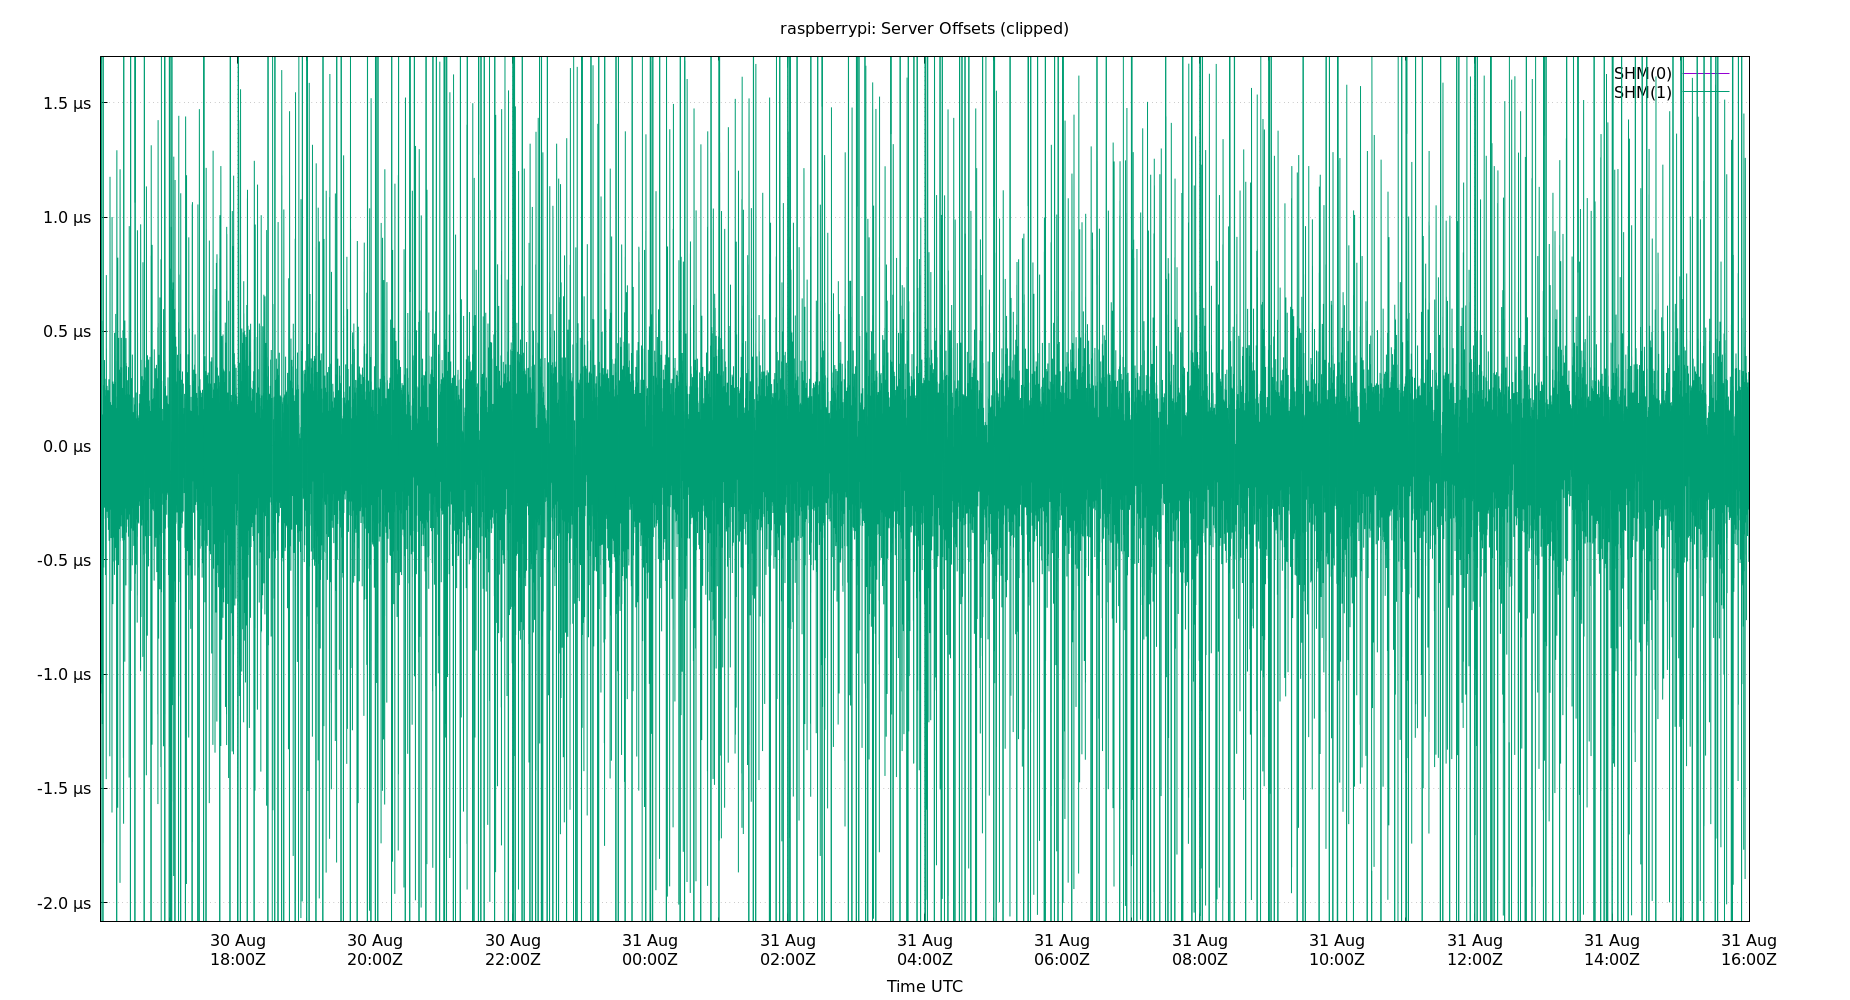 raspberrypi: Server Offsets (clipped)
SHM(0)
SHM(1)
1.5 µs
1.0 µs
0.5 µs
0.0 µs
-0.5 µs
-1.0 µs
-1.5 µs
-2.0 µs
30 Aug 30 Aug 30 Aug 31 Aug 31 Aug 31 Aug 31 Aug 31 Aug 31 Aug 31 Aug 31 Aug 31 Aug
18:00Z 20:00Z 22:00Z 00:00Z 02:00Z 04:00Z 06:00Z 08:00Z 10:00Z 12:00Z 14:00Z 16:00Z
Time UTC